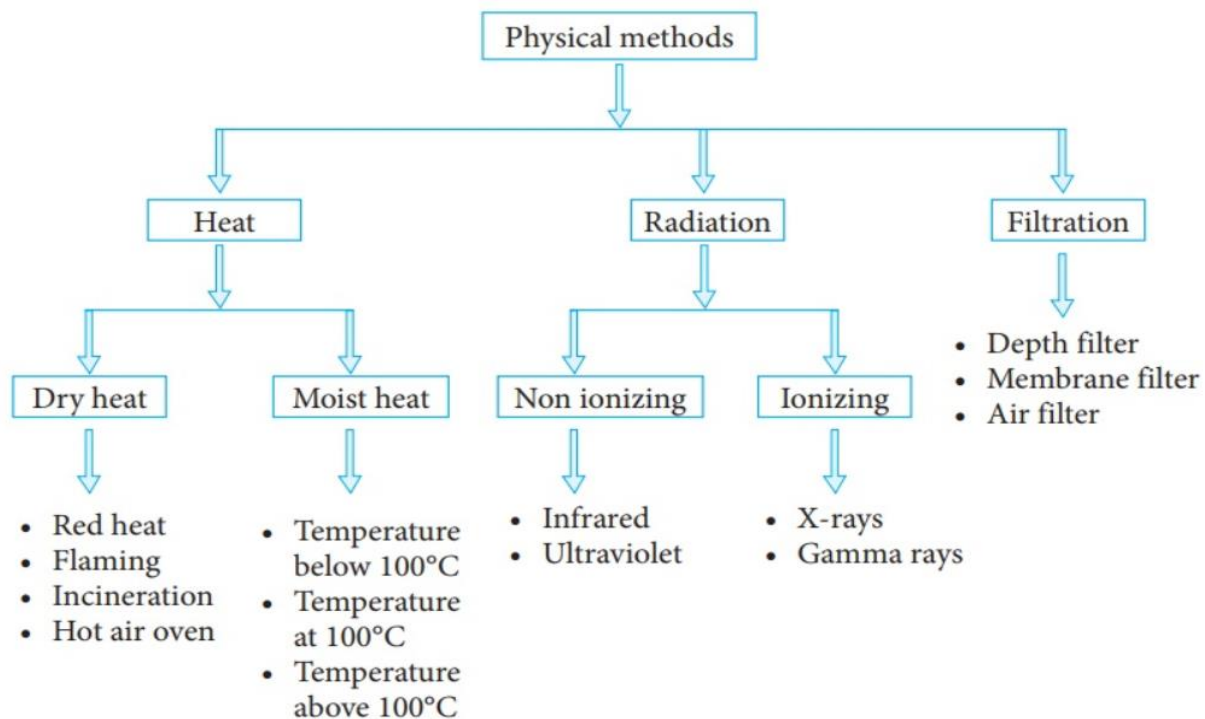 Physical methods
Heat
Radiation
Filtration
Dry heat
Moist heat
Non ionizing
Ionizing
• Depth filter
• Membrane filter
• Air filter
• Red heat
• Flaming
• Incineration
• Hot air oven
• Temperature
below 100°C
• Temperature
at 100°C
• Temperature
above 100°C
• Infrared
• Ultraviolet
• X-rays
• Gamma rays